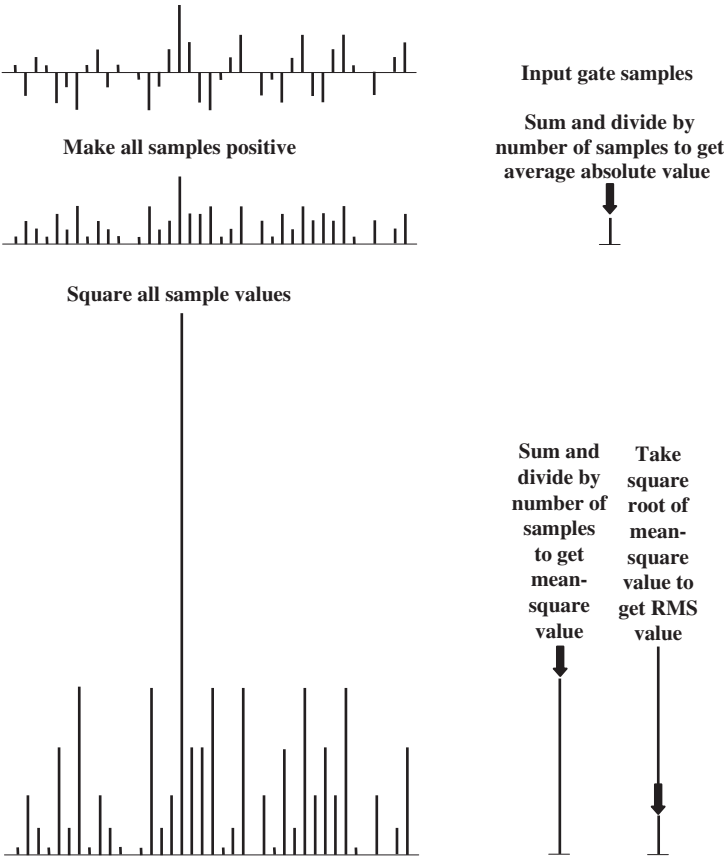 Input gate samples
Make all samples positive
Sum and divide by
number of samples to get
average absolute value
Square all sample values
Sum and
divide by
number of
samples
to get
mean-
square
value
Take
square
root of
mean-
square
value to
get RMS
value